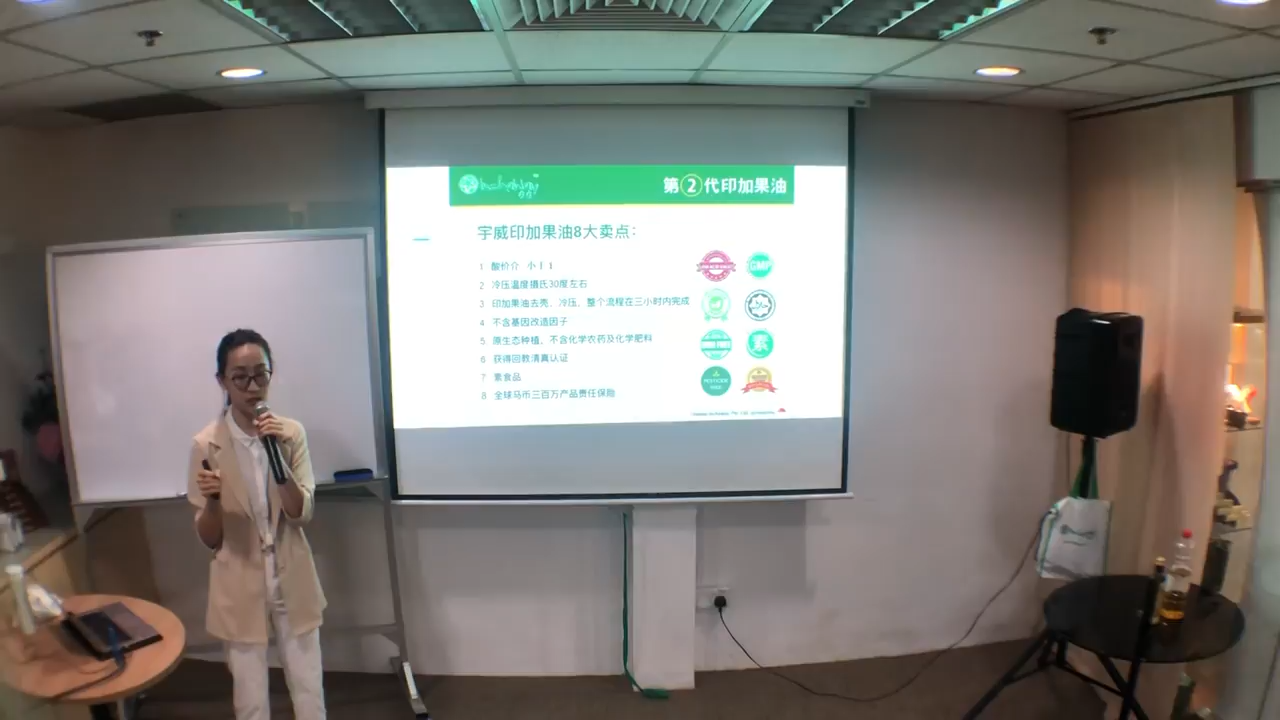 第2代印加果油
宇威印加果油8大卖点：
1 酸价介 小于1
2 冷压温度摄氏30度左右
3 印加果油去壳、冷压、整个流程在三小时内完成
4 不含基因改造因子
5 原生态种植、不含化学农药及化学肥料
6 获得回教清真认证
7 素食品
8 全球马币三百万产品责任保险
GMP
素